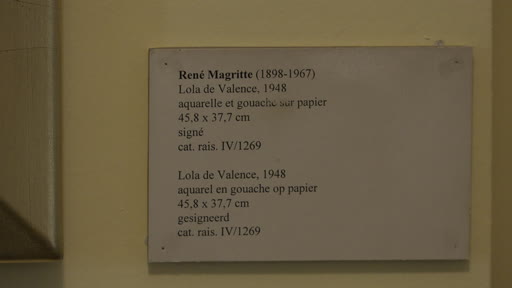 René Magritte (1898-1967)
Lola de Valence, 1948
aquarelle et gouache sur papier
45,8 x 37,7 cm
signé
cat. rais. IV/1269
Lola de Valence, 1948
aquarel en gouache op papier
45,8 x 37,7 cm
gesigneerd
cat. rais. IV/1269